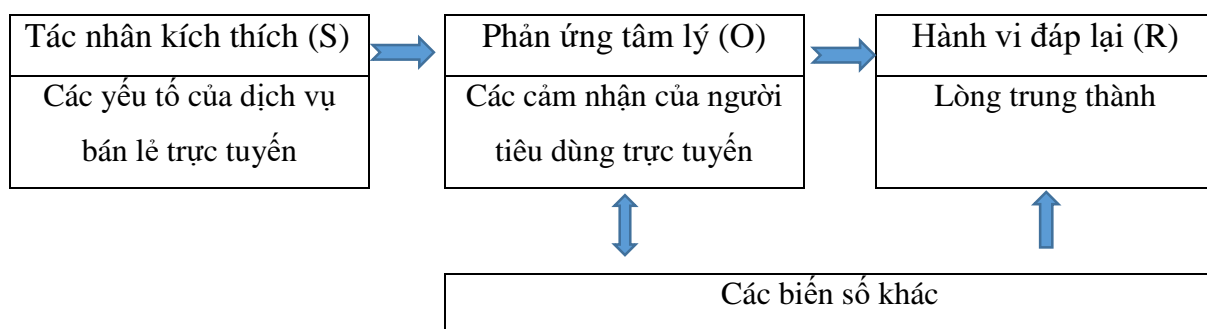 Tác nhân kích thích (S)
Các yếu tố của dịch vụ
bán lẻ trực tuyến
Phản ứng tâm lý (O)
Các cảm nhận của người
tiêu dùng trực tuyến
Hành vi đáp lại (R)
Lòng trung thành
Các biến số khác